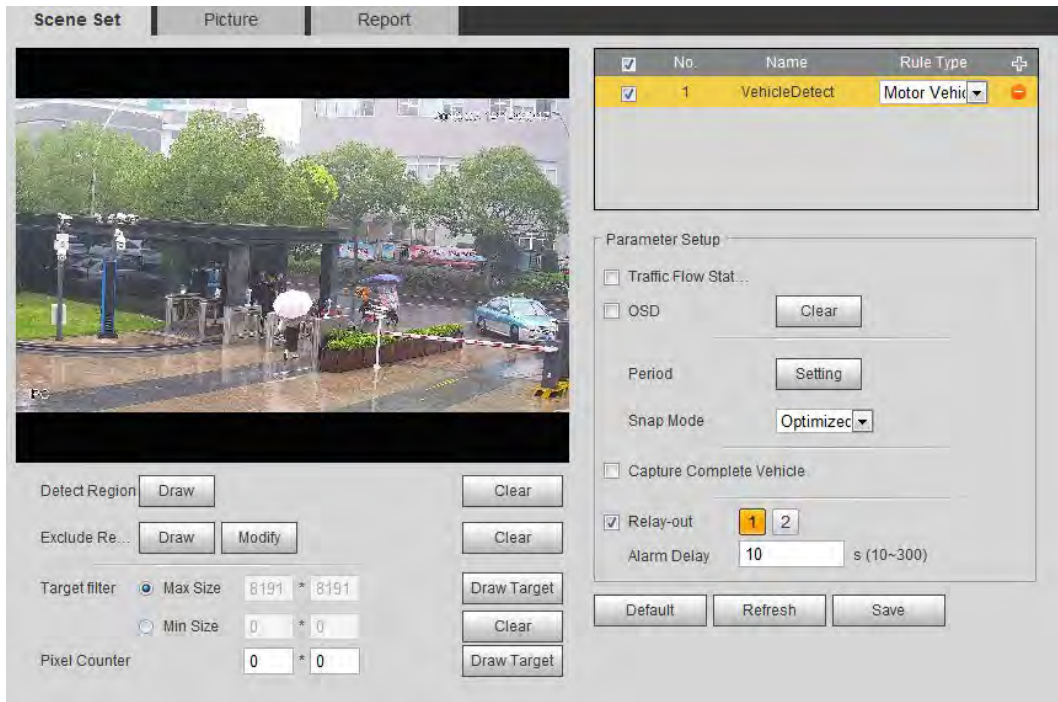 Scene Set Picture Report
No. Name Rule Type
1 VehicleDetect Motor Vehic
Parameter Setup
Traffic Flow Stat...
OSD Clear
Period Setting
Snap Mode Optimizec
Capture Complete Vehicle
Relay-out 1 2
Alarm Delay 10 s (10~300)
Default Refresh Save
Detect Region Draw Clear
Exclude Re... Draw Modify Clear
Target filter Max Size 8191 * 8191 Draw Target
Min Size 0 * 0 Clear
Pixel Counter 0 * 0 Draw Target